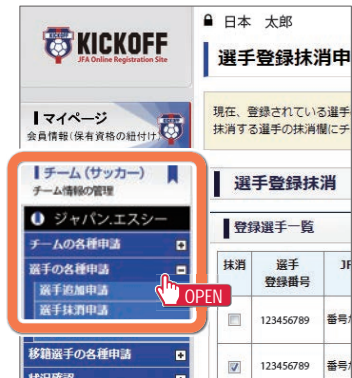 KICKOFF
JFA Online Registration Site
日本 太郎
選手登録抹消申
マイページ
会員情報(保有資格の紐付け)
現在、登録されている選手
抹消する選手の抹消欄にチ
チーム (サッカー)
チーム情報の管理
ジャパン.エスシー
チームの各種申請
選手の各種申請
選手追加申請
選手抹消申請
OPEN
移籍選手の各種申請
状況確認
選手登録抹消
登録選手一覧
抹消 選手 JF
登録番号
123456789 番号が
123456789 番号が